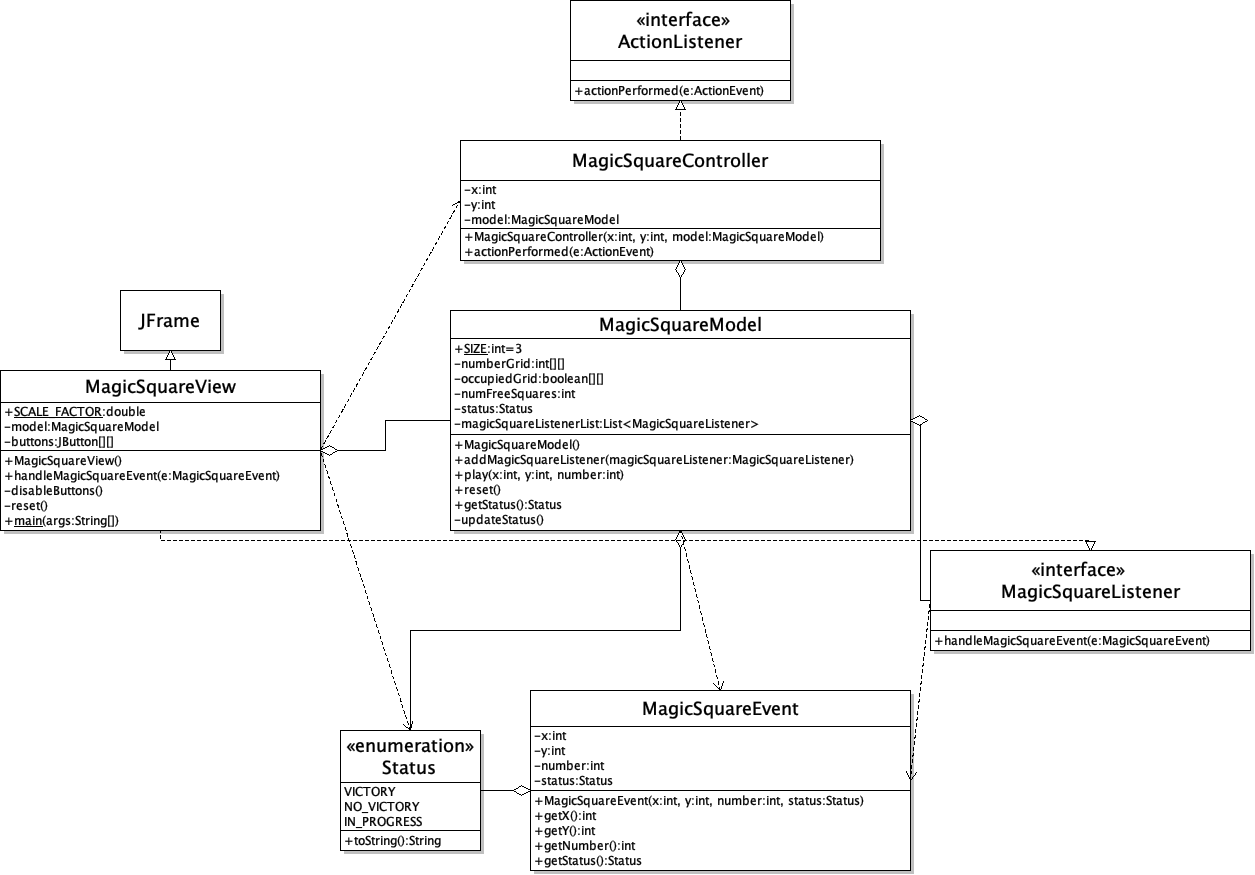 «interface»
ActionListener
+actionPerformed(e:ActionEvent)
MagicSquareController
-x:int
-y:int
-model:MagicSquareModel
+MagicSquareController(x:int, y:int, model:MagicSquareModel)
+actionPerformed(e:ActionEvent)
JFrame
MagicSquareView
+SCALE_FACTOR:double
-model:MagicSquareModel
-buttons:JButton[][]
+MagicSquareView()
+handleMagicSquareEvent(e:MagicSquareEvent)
-disableButtons()
-reset()
+main(args:String[])
MagicSquareModel
+SIZE:int=3
-numberGrid:int[][]
-occupiedGrid:boolean[][]
-numFreeSquares:int
-status:Status
-magicSquareListenerList:List<MagicSquareListener>
+MagicSquareModel()
+addMagicSquareListener(magicSquareListener:MagicSquareListener)
+play(x:int, y:int, number:int)
+reset()
+getStatus():Status
-updateStatus()
«interface»
MagicSquareListener
+handleMagicSquareEvent(e:MagicSquareEvent)
«enumeration»
Status
VICTORY
NO_VICTORY
IN_PROGRESS
+toString():String
MagicSquareEvent
-x:int
-y:int
-number:int
-status:Status
+MagicSquareEvent(x:int, y:int, number:int, status:Status)
+getX():int
+getY():int
+getNumber():int
+getStatus():Status